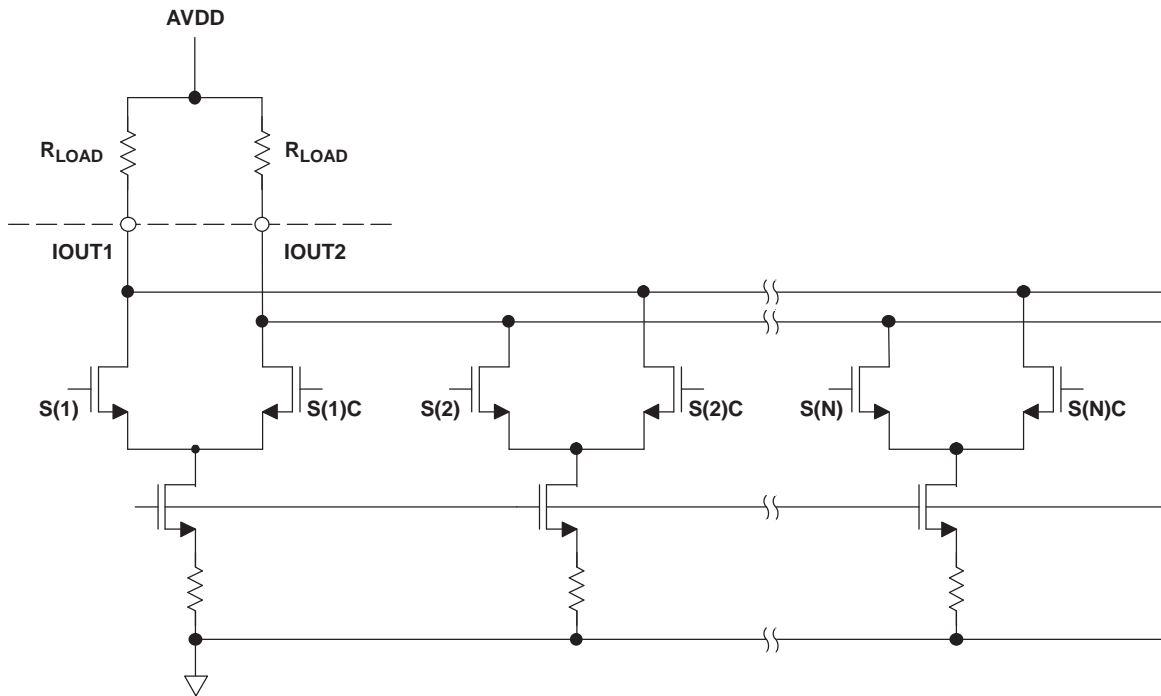 AVDD
RLOAD
RLOAD
IOUT1
IOUT2
S(1)
S(1)C
S(2)
S(2)C
S(N)
S(N)C